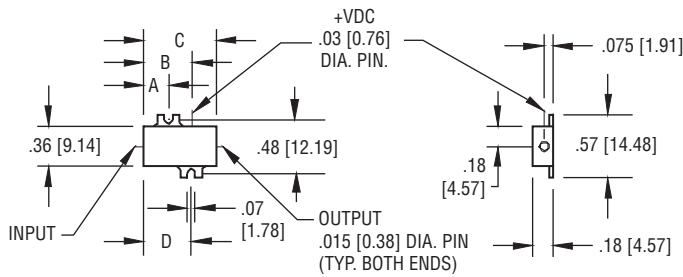 +VDC
.03 [0.76]
DIA. PIN.
C
B
A
.075 [1.91]
.36 [9.14]
.48 [12.19]
.18
[4.57]
.57 [14.48]
INPUT
.07
[1.78]
D
OUTPUT
.015 [0.38] DIA. PIN
(TYP. BOTH ENDS)
.18 [4.57]